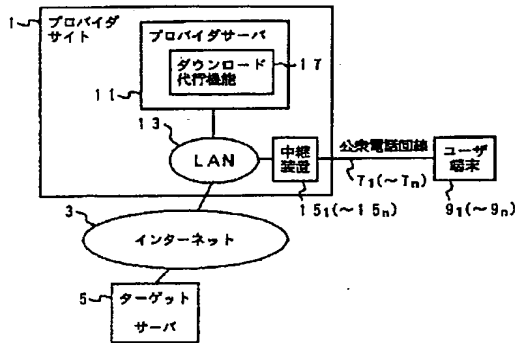 1
プロバイダ
サイト
プロバイダサーバ
ダウンロード
代行機能
17
11
13
LAN
中継
装置
公衆電話回線
ユーザ
端末
7₁(~7ₙ)
15₁(~15ₙ)
9₁(~9ₙ)
3
インターネット
5
ターゲット
サーバ